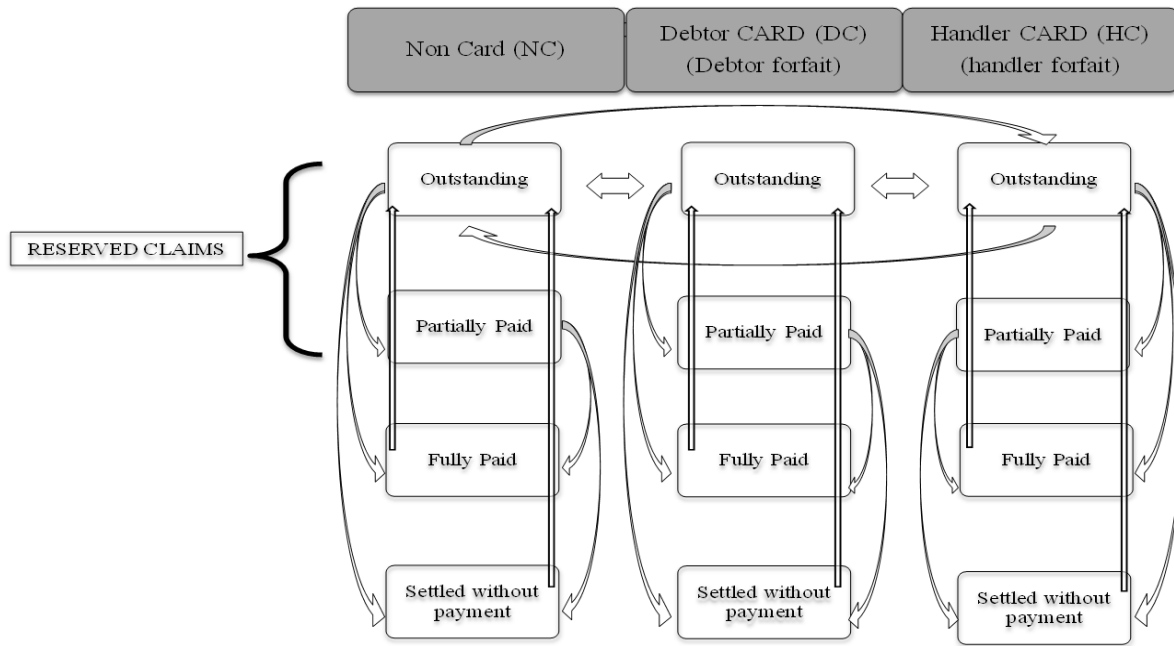 Non Card (NC)
Debtor CARD (DC)
(Debtor forfait)
Handler CARD (HC)
(handler forfait)
Outstanding
Outstanding
Outstanding
RESERVED CLAIMS
Partially Paid
Partially Paid
Partially Paid
Fully Paid
Fully Paid
Fully Paid
Settled without
payment
Settled without
payment
Settled without
payment